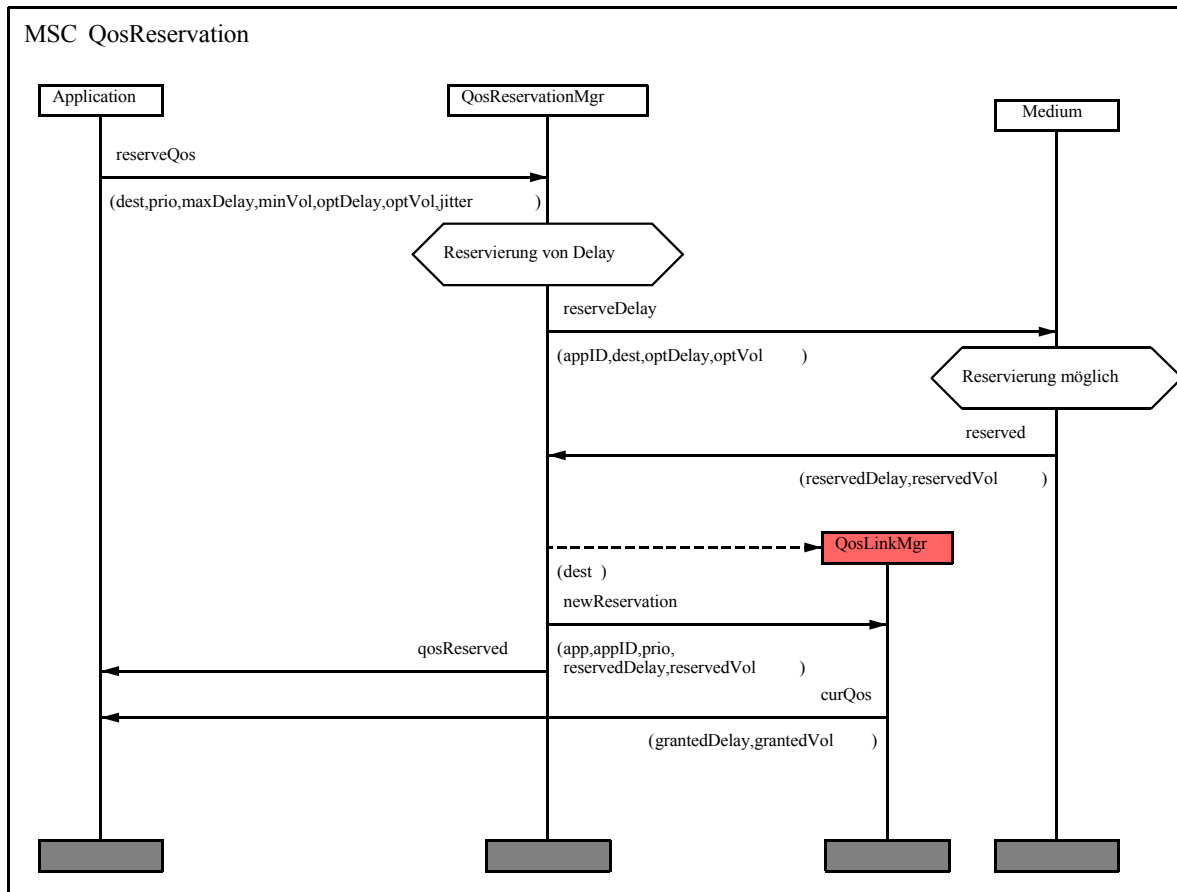 MSC QosReservation
Application
QosReservationMgr
Medium
reserveQos
(dest,prio,maxDelay,minVol,optDelay,optVol,jitter )
Reservierung von Delay
reserveDelay
(appID,dest,optDelay,optVol )
Reservierung möglich
reserved
(reservedDelay,reservedVol )
QosLinkMgr
(dest )
newReservation
qosReserved
(app,appID,prio,
reservedDelay,reservedVol )
curQos
(grantedDelay,grantedVol )